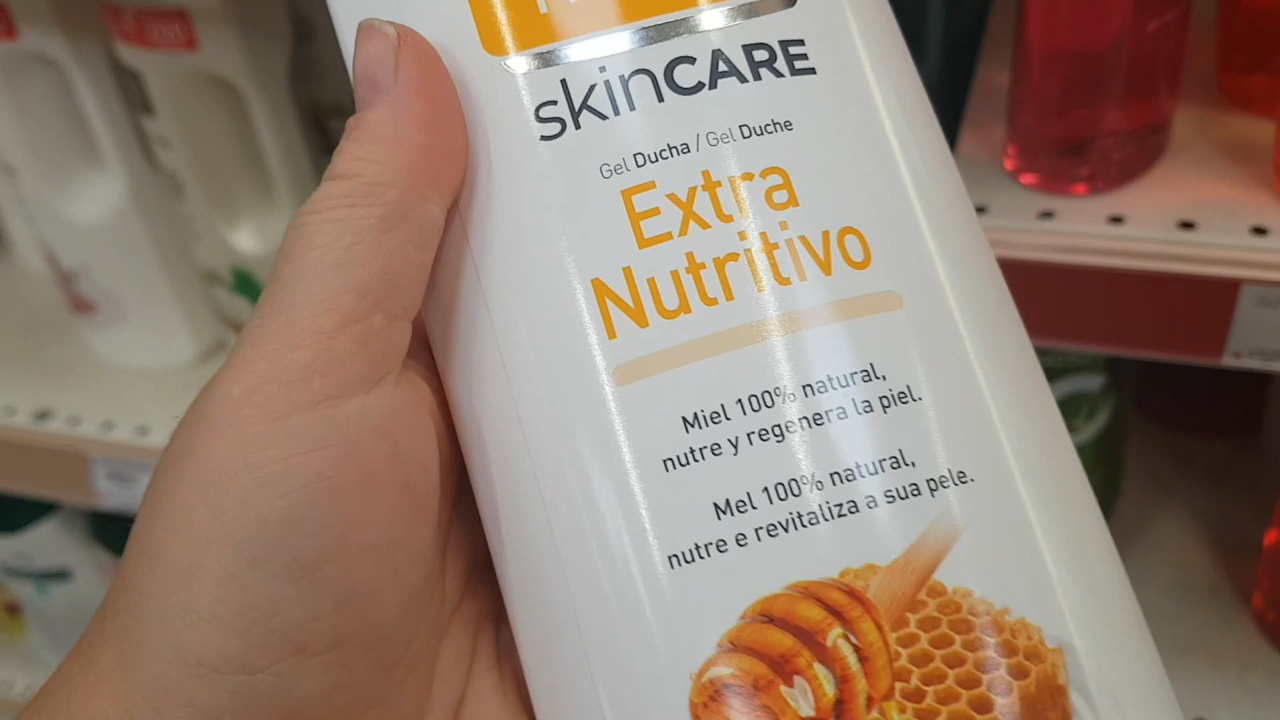 skinCARE
Gel Ducha / Gel Duche
Extra
Nutritivo
Miel 100% natural,
nutre y regenera la piel.
Mel 100% natural,
nutre e revitaliza a sua pele.